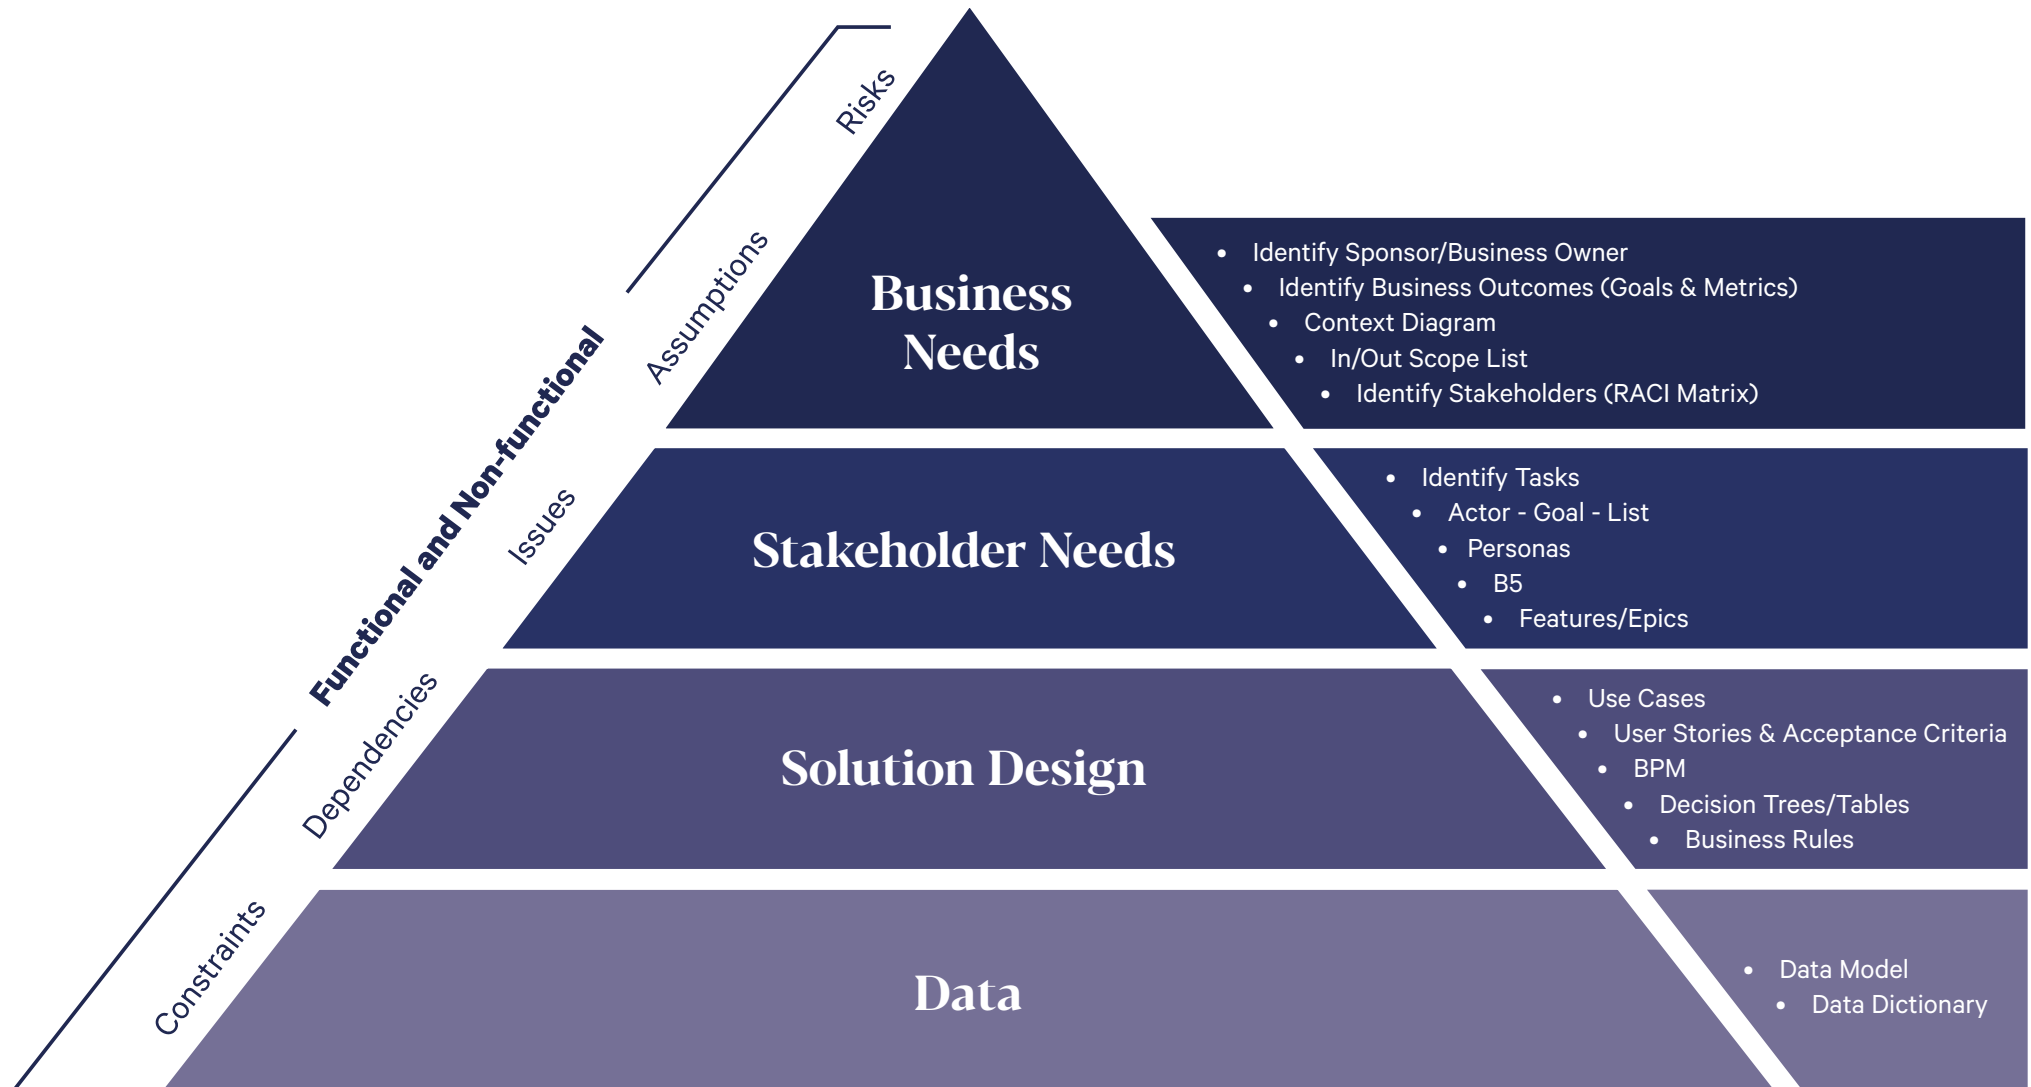 Functional and Non-functional
Risks
Assumptions
Issues
Dependencies
Constraints
Business
Needs
• Identify Sponsor/Business Owner
• Identify Business Outcomes (Goals & Metrics)
• Context Diagram
• In/Out Scope List
• Identify Stakeholders (RACI Matrix)
Stakeholder Needs
• Identify Tasks
• Actor - Goal - List
• Personas
• B5
• Features/Epics
Solution Design
• Use Cases
• User Stories & Acceptance Criteria
• BPM
• Decision Trees/Tables
• Business Rules
Data
• Data Model
• Data Dictionary